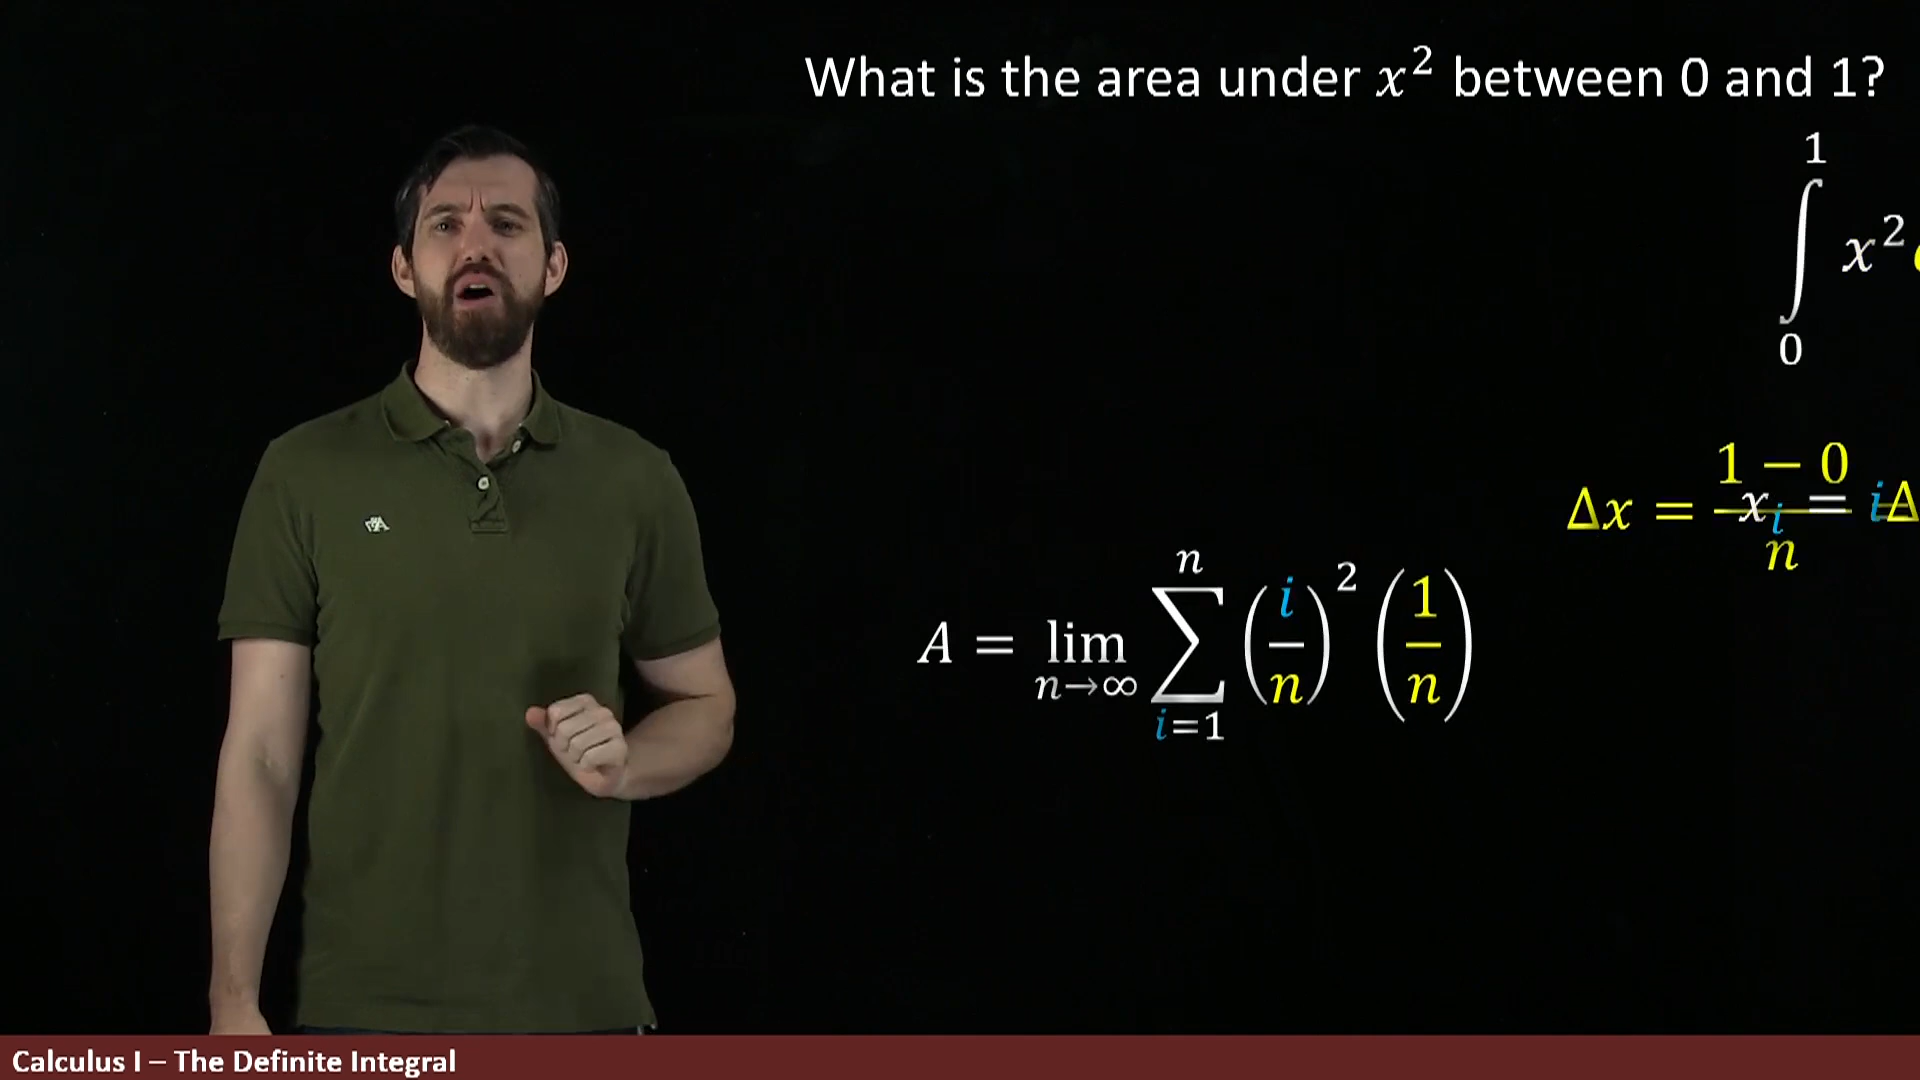 What is the area under x² between 0 and 1?
1
∫ x²
0
Δx = (1 − 0)/n
xᵢ = iΔ
A = lim n→∞ ∑ i=1 n (i/n)² (1/n)
Calculus I – The Definite Integral